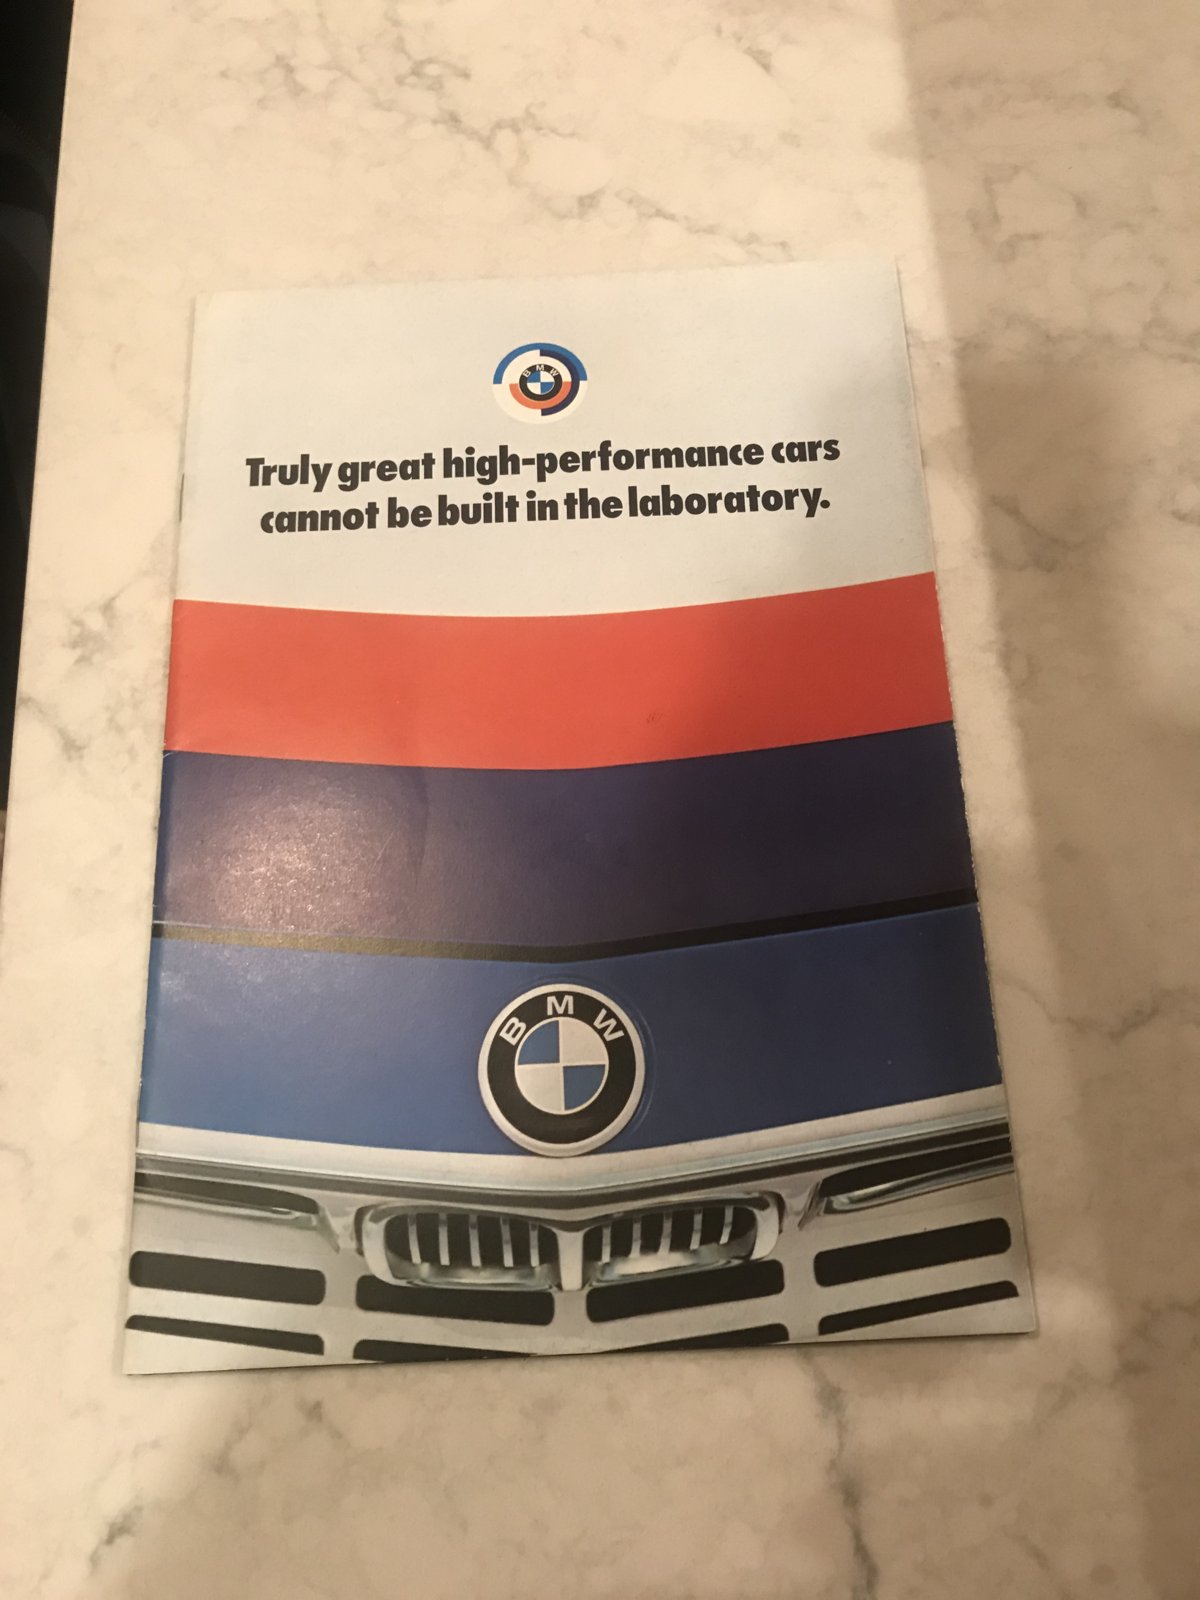 BMW
Truly great high-performance cars
cannot be built in the laboratory.
BMW